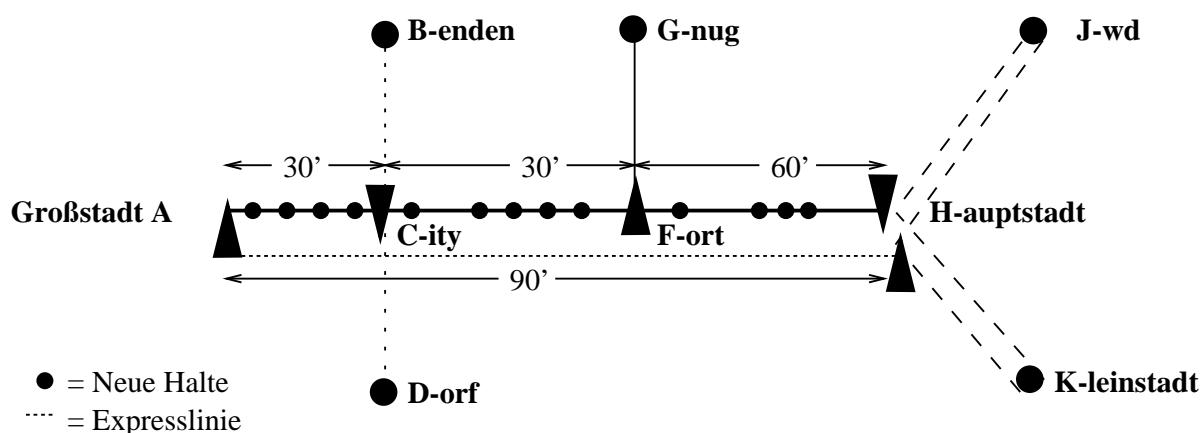 B-enden
G-nug
J-wd
30’
30’
60’
Großstadt A
H-auptstadt
C-ity
F-ort
90’
= Neue Halte
D-orf
K-leinstadt
= Expresslinie